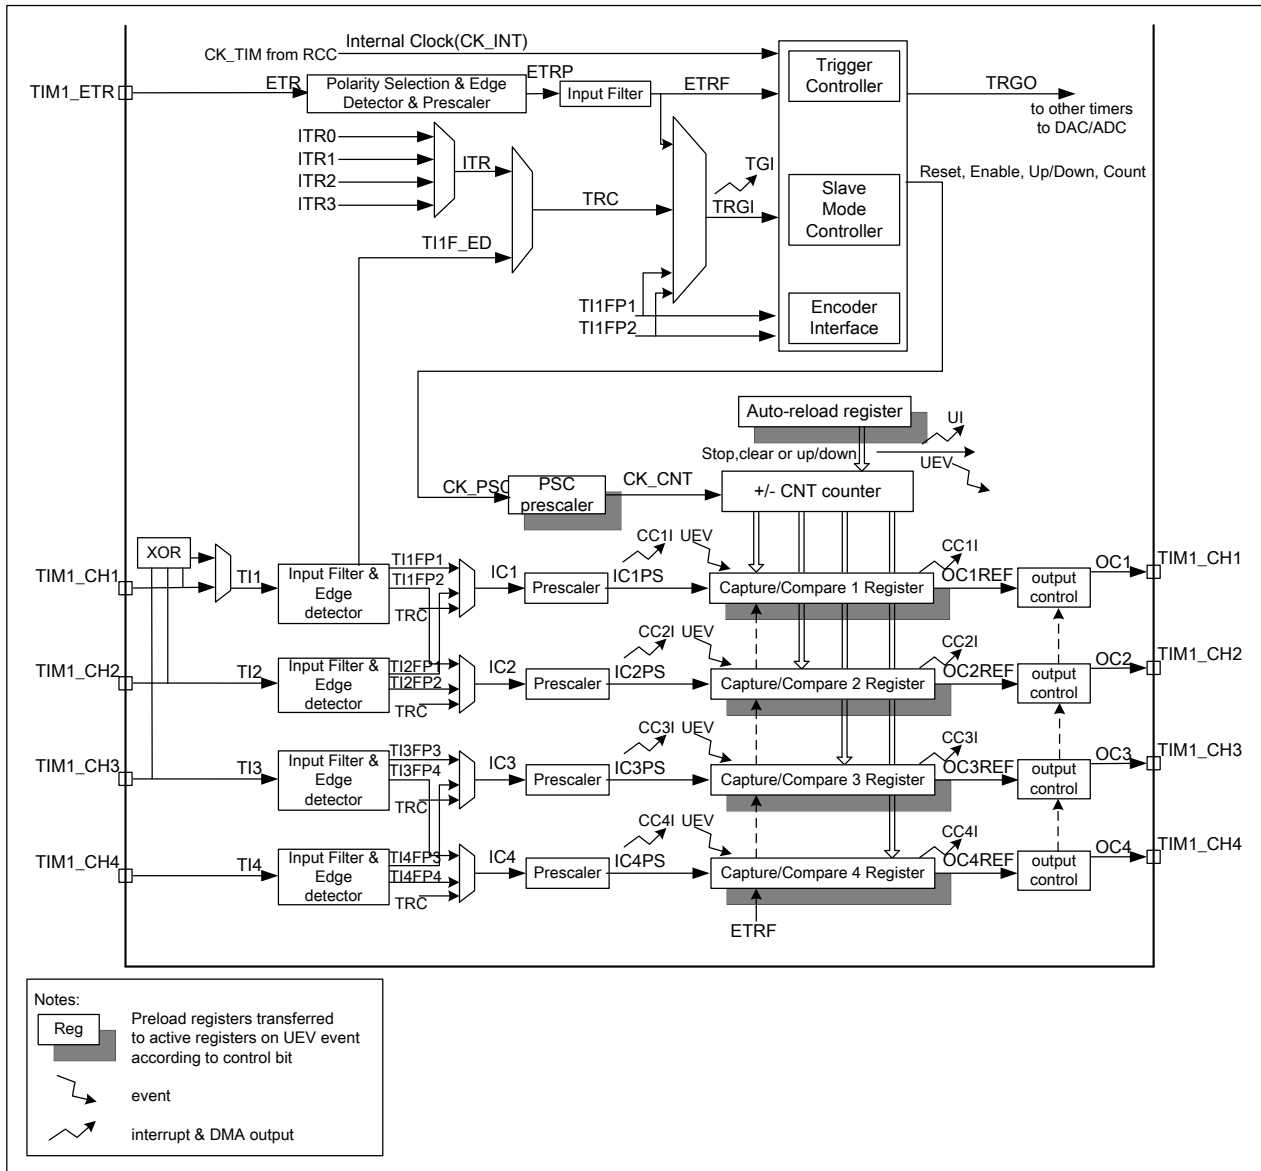 Internal Clock(CK_INT)
CK_TIM from RCC
TIM1_ETR
ETR
Polarity Selection & Edge
Detector & Prescaler
ETRP
Input Filter
ETRF
Trigger
Controller
TRGO
to other timers
to DAC/ADC
ITR0
ITR1
ITR2
ITR3
ITR
TI1F_ED
TRC
TGI
TRGI
Slave
Mode
Controller
Reset, Enable, Up/Down, Count
TI1FP1
TI1FP2
Encoder
Interface
Auto-reload register
UI
Stop,clear or up/down
UEV
CK_PSC
PSC
prescaler
CK_CNT
+/- CNT counter
XOR
TIM1_CH1
TI1
Input Filter &
Edge
detector
TI1FP1
TI1FP2
TRC
IC1
Prescaler
CC1I
UEV
IC1PS
Capture/Compare 1 Register
CC1I
OC1REF
output
control
OC1
TIM1_CH1
TIM1_CH2
TI2
Input Filter &
Edge
detector
TI2FP1
TI2FP2
TRC
IC2
Prescaler
CC2I
UEV
IC2PS
Capture/Compare 2 Register
CC2I
OC2REF
output
control
OC2
TIM1_CH2
TIM1_CH3
TI3
Input Filter &
Edge
detector
TI3FP3
TI3FP4
TRC
IC3
Prescaler
CC3I
UEV
IC3PS
Capture/Compare 3 Register
CC3I
OC3REF
output
control
OC3
TIM1_CH3
TIM1_CH4
TI4
Input Filter &
Edge
detector
TI4FP3
TI4FP4
TRC
IC4
Prescaler
CC4I
UEV
IC4PS
Capture/Compare 4 Register
CC4I
OC4REF
output
control
OC4
TIM1_CH4
ETRF
Notes:
Reg
Preload registers transferred
to active registers on UEV event
according to control bit
event
interrupt & DMA output